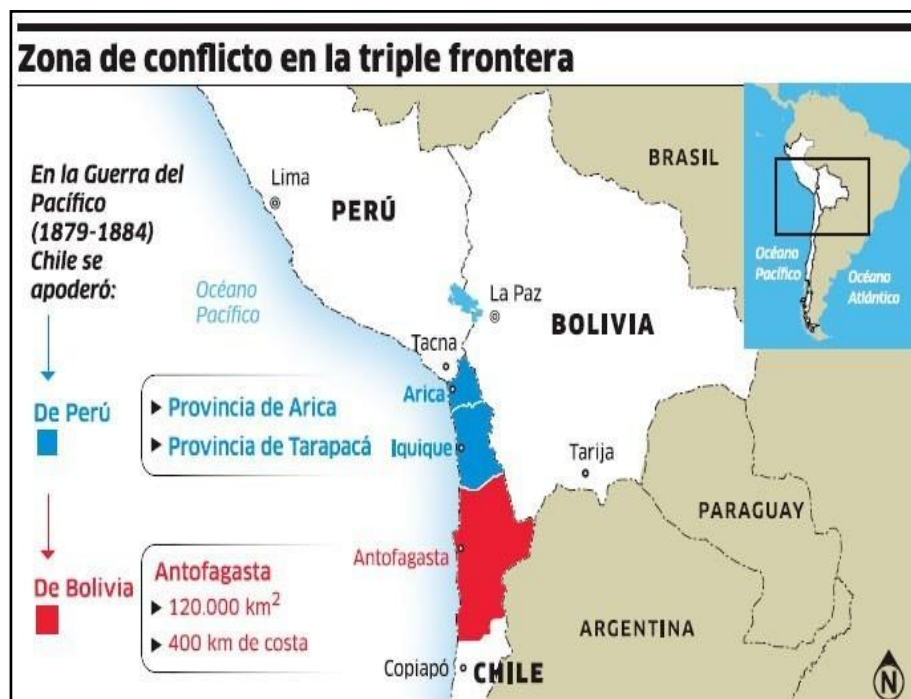 Zona de conflicto en la triple frontera
En la Guerra del
Pacífico
(1879-1884)
Chile se
apoderó:
De Perú
▶ Provincia de Arica
▶ Provincia de Tarapacá
De Bolivia
Antofagasta
▶ 120.000 km²
▶ 400 km de costa
Lima
PERÚ
BRASIL
Océano
Pacífico
La Paz
BOLIVIA
Tacna
Arica
Iquique
Tarija
PARAGUAY
Antofagasta
ARGENTINA
Copiapó
CHILE
Océano
Pacífico
Océano
Atlántico
N